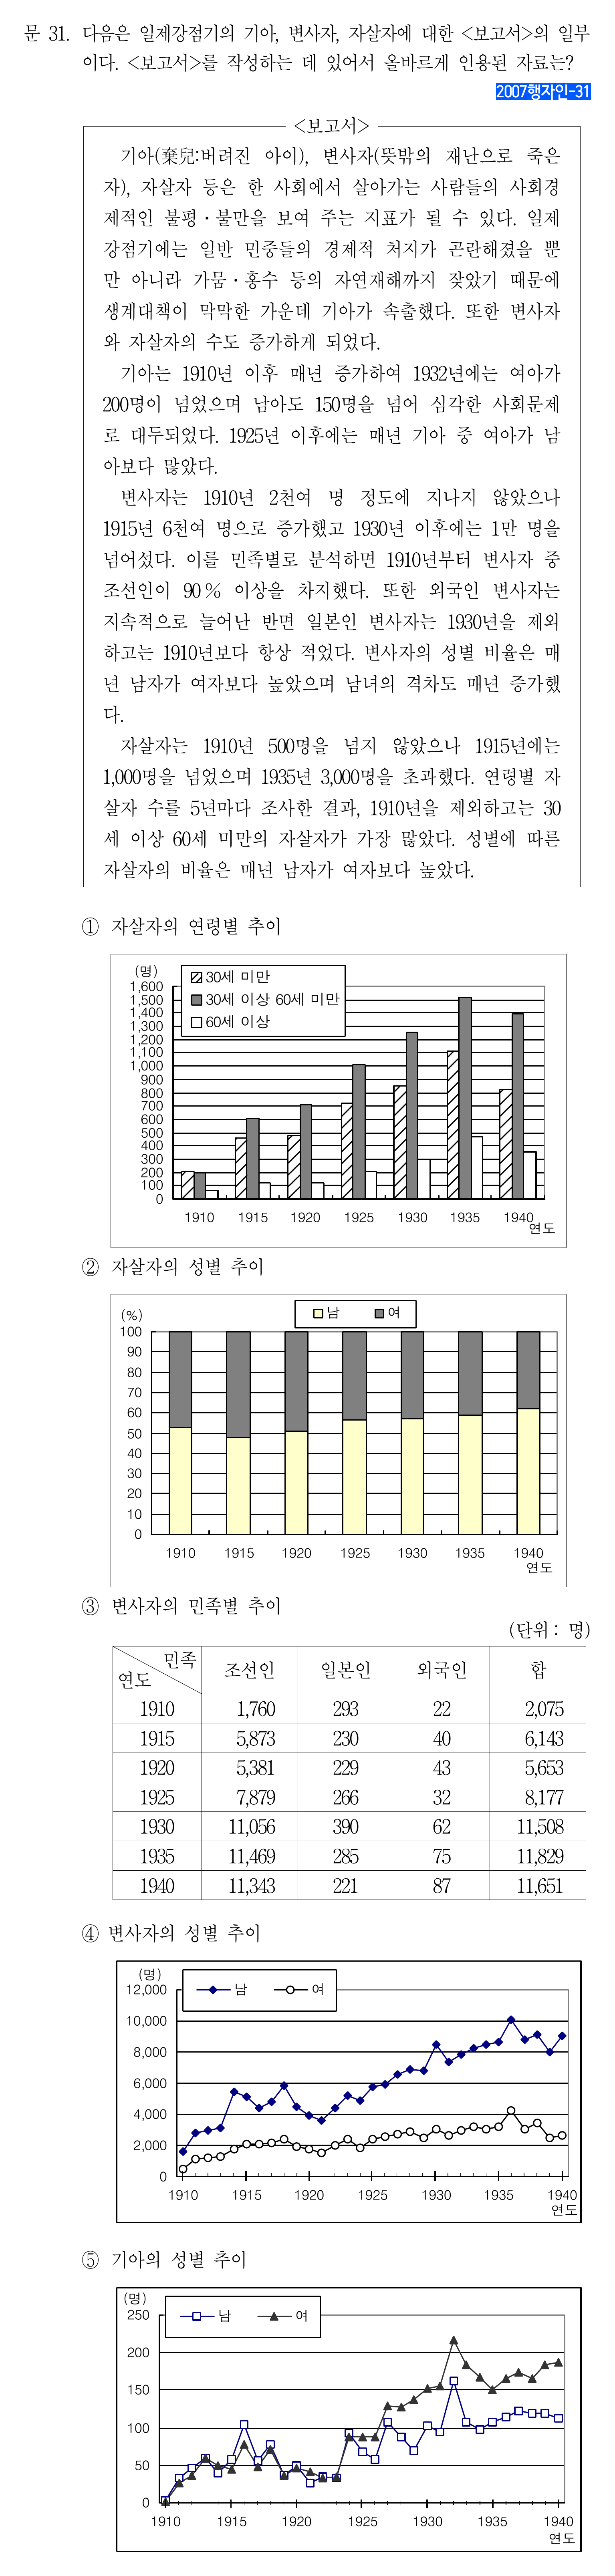 문 31. 다음은 일제강점기의 기아, 변사자, 자살자에 대한 <보고서>의 일부
이다. <보고서>를 작성하는 데 있어서 올바르게 인용된 자료는?
2007행자인-31
<보고서>
기아(棄兒:버려진 아이), 변사자(뜻밖의 재난으로 죽은
자), 자살자 등은 한 사회에서 살아가는 사람들의 사회경
제적인 불평·불만을 보여 주는 지표가 될 수 있다. 일제
강점기에는 일반 민중들의 경제적 처지가 곤란해졌을 뿐
만 아니라 가뭄·홍수 등의 자연재해까지 잦았기 때문에
생계대책이 막막한 가운데 기아가 속출했다. 또한 변사자
와 자살자의 수도 증가하게 되었다.
기아는 1910년 이후 매년 증가하여 1932년에는 여아가
200명이 넘었으며 남아도 150명을 넘어 심각한 사회문제
로 대두되었다. 1925년 이후에는 매년 기아 중 여아가 남
아보다 많았다.
변사자는 1910년 2천여 명 정도에 지나지 않았으나
1915년 6천여 명으로 증가했고 1930년 이후에는 1만 명을
넘어섰다. 이를 민족별로 분석하면 1910년부터 변사자 중
조선인이 90% 이상을 차지했다. 또한 외국인 변사자는
지속적으로 늘어난 반면 일본인 변사자는 1930년을 제외
하고는 1910년보다 항상 적었다. 변사자의 성별 비율은 매
년 남자가 여자보다 높았으며 남녀의 격차도 매년 증가했
다.
자살자는 1910년 500명을 넘지 않았으나 1915년에는
1,000명을 넘었으며 1935년 3,000명을 초과했다. 연령별 자
살자 수를 5년마다 조사한 결과, 1910년을 제외하고는 30
세 이상 60세 미만의 자살자가 가장 많았다. 성별에 따른
자살자의 비율은 매년 남자가 여자보다 높았다.
① 자살자의 연령별 추이
(명)
30세 미만
30세 이상 60세 미만
60세 이상
1,600
1,500
1,400
1,300
1,200
1,100
1,000
900
800
700
600
500
400
300
200
100
0
1910 1915 1920 1925 1930 1935 1940
연도
② 자살자의 성별 추이
남 여
(%)
100
90
80
70
60
50
40
30
20
10
0
1910 1915 1920 1925 1930 1935 1940
연도
③ 변사자의 민족별 추이
(단위 : 명)
민족
연도 조선인 일본인 외국인 합
1910 1,760 293 22 2,075
1915 5,873 230 40 6,143
1920 5,381 229 43 5,653
1925 7,879 266 32 8,177
1930 11,056 390 62 11,508
1935 11,469 285 75 11,829
1940 11,343 221 87 11,651
④ 변사자의 성별 추이
(명)
남 여
12,000
10,000
8,000
6,000
4,000
2,000
0
1910 1915 1920 1925 1930 1935 1940
연도
⑤ 기아의 성별 추이
(명)
남 여
250
200
150
100
50
0
1910 1915 1920 1925 1930 1935 1940
연도